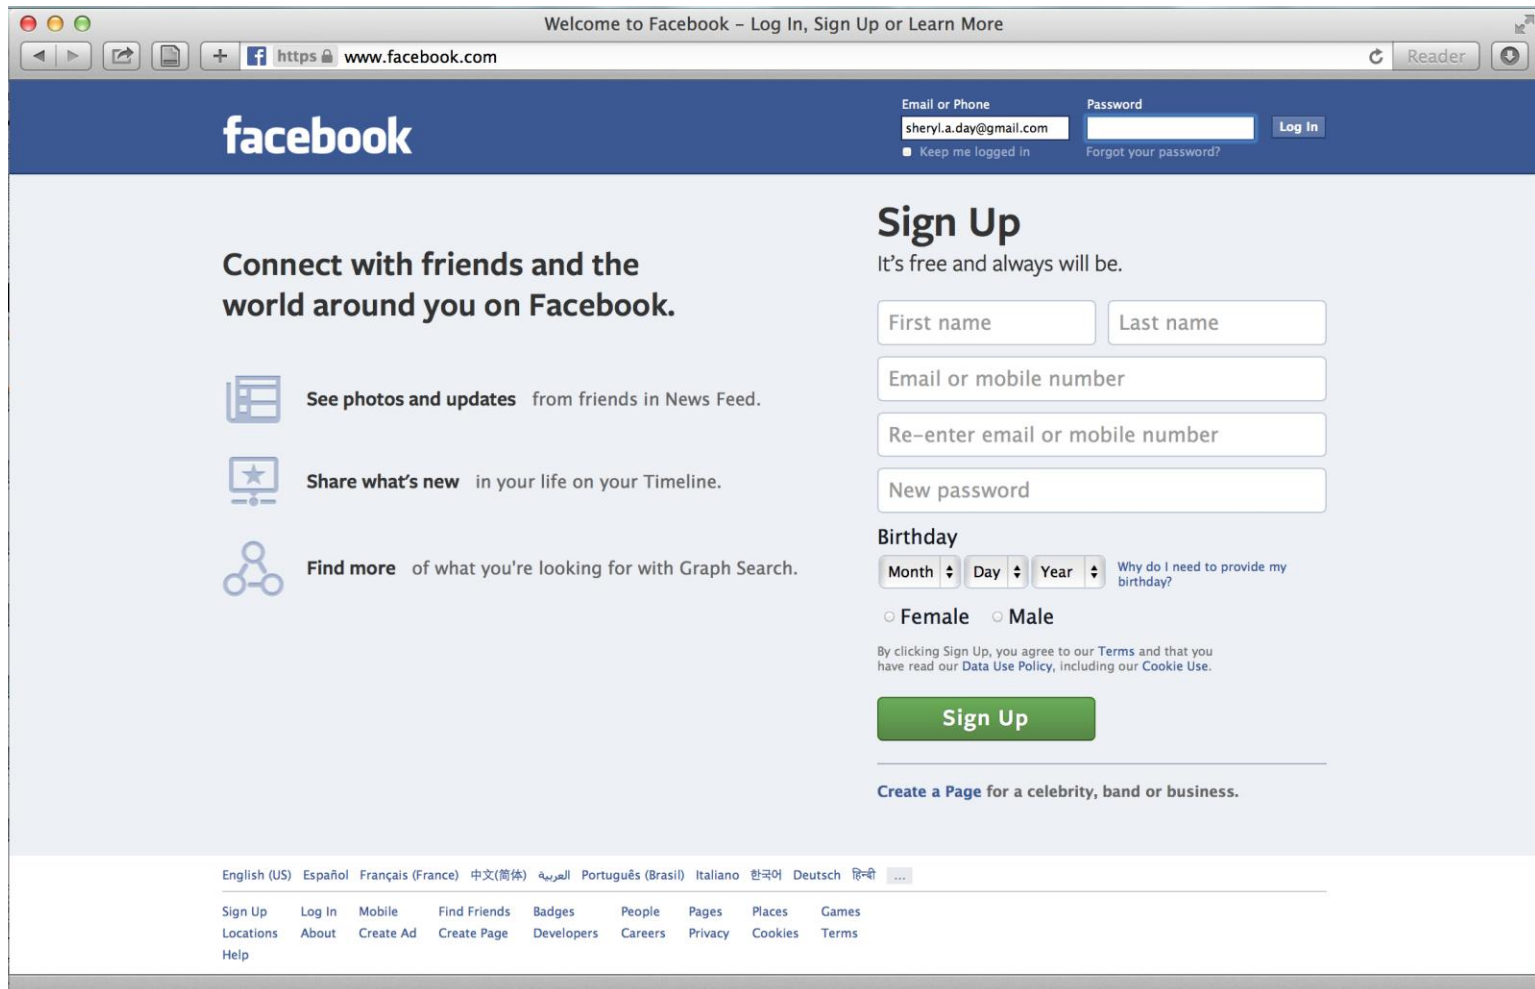 Welcome to Facebook – Log In, Sign Up or Learn More
https www.facebook.com
Reader
facebook
Email or Phone
Password
sheryl.a.day@gmail.com
Log In
Keep me logged in
Forgot your password?
Connect with friends and the
world around you on Facebook.
See photos and updates from friends in News Feed.
Share what's new in your life on your Timeline.
Find more of what you're looking for with Graph Search.
Sign Up
It's free and always will be.
First name
Last name
Email or mobile number
Re-enter email or mobile number
New password
Birthday
Month
Day
Year
Why do I need to provide my
birthday?
Female
Male
By clicking Sign Up, you agree to our Terms and that you
have read our Data Use Policy, including our Cookie Use.
Sign Up
Create a Page for a celebrity, band or business.
English (US) Español Français (France) 中文(简体) العربية Português (Brasil) Italiano 한국어 Deutsch हिन्दी ...
Sign Up Log In Mobile Find Friends Badges People Pages Places Games
Locations About Create Ad Create Page Developers Careers Privacy Cookies Terms
Help